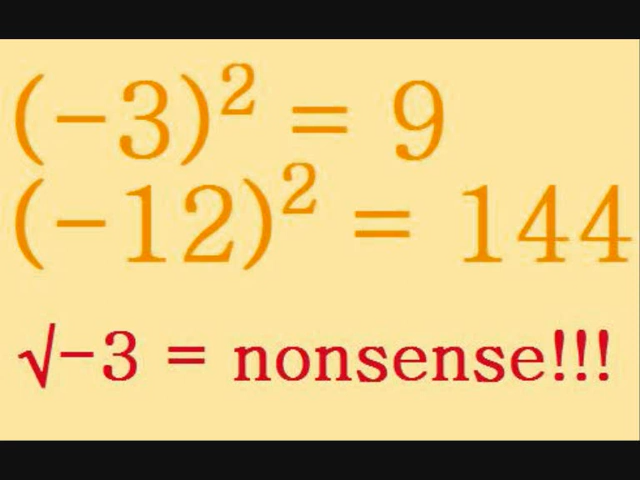 (-3)² = 9
(-12)² = 144
√-3 = nonsense!!!